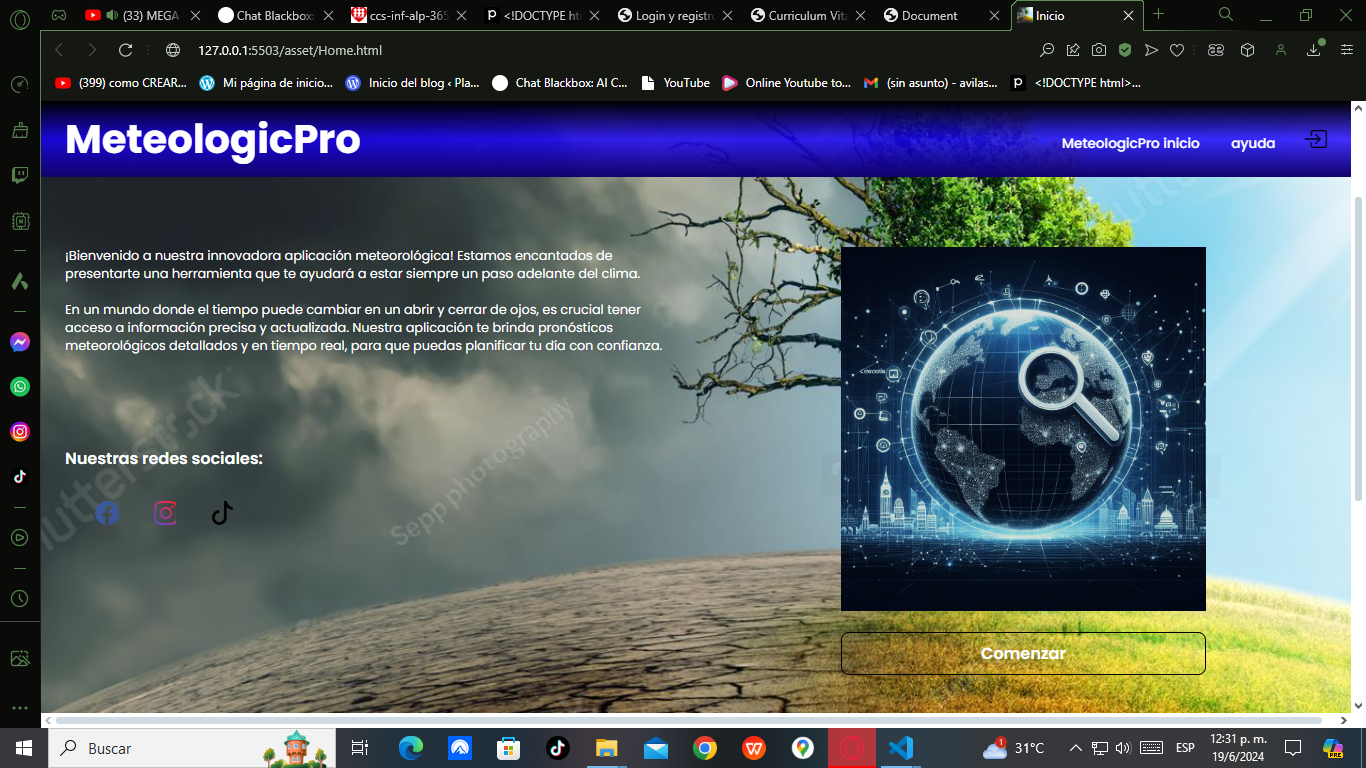 (33) MEGA
Chat Blackbox:
ccs-inf-alp-365
<!DOCTYPE ht
Login y registro
Curriculum Vita
Document
Inicio
127.0.0.1:5503/asset/Home.html
(399) como CREAR...
Mi página de inicio...
Inicio del blog ‹ Pla...
Chat Blackbox: AI C...
YouTube
Online Youtube to...
(sin asunto) - avilas...
<!DOCTYPE html>...
MeteologicPro
MeteologicPro inicio
ayuda
¡Bienvenido a nuestra innovadora aplicación meteorológica! Estamos encantados de
presentarte una herramienta que te ayudará a estar siempre un paso adelante del clima.
En un mundo donde el tiempo puede cambiar en un abrir y cerrar de ojos, es crucial tener
acceso a información precisa y actualizada. Nuestra aplicación te brinda pronósticos
meteorológicos detallados y en tiempo real, para que puedas planificar tu día con confianza.
Sepp photography
Nuestras redes sociales:
Comenzar
Buscar
1
31°C
ESP
12:31 p. m.
19/6/2024
PRE